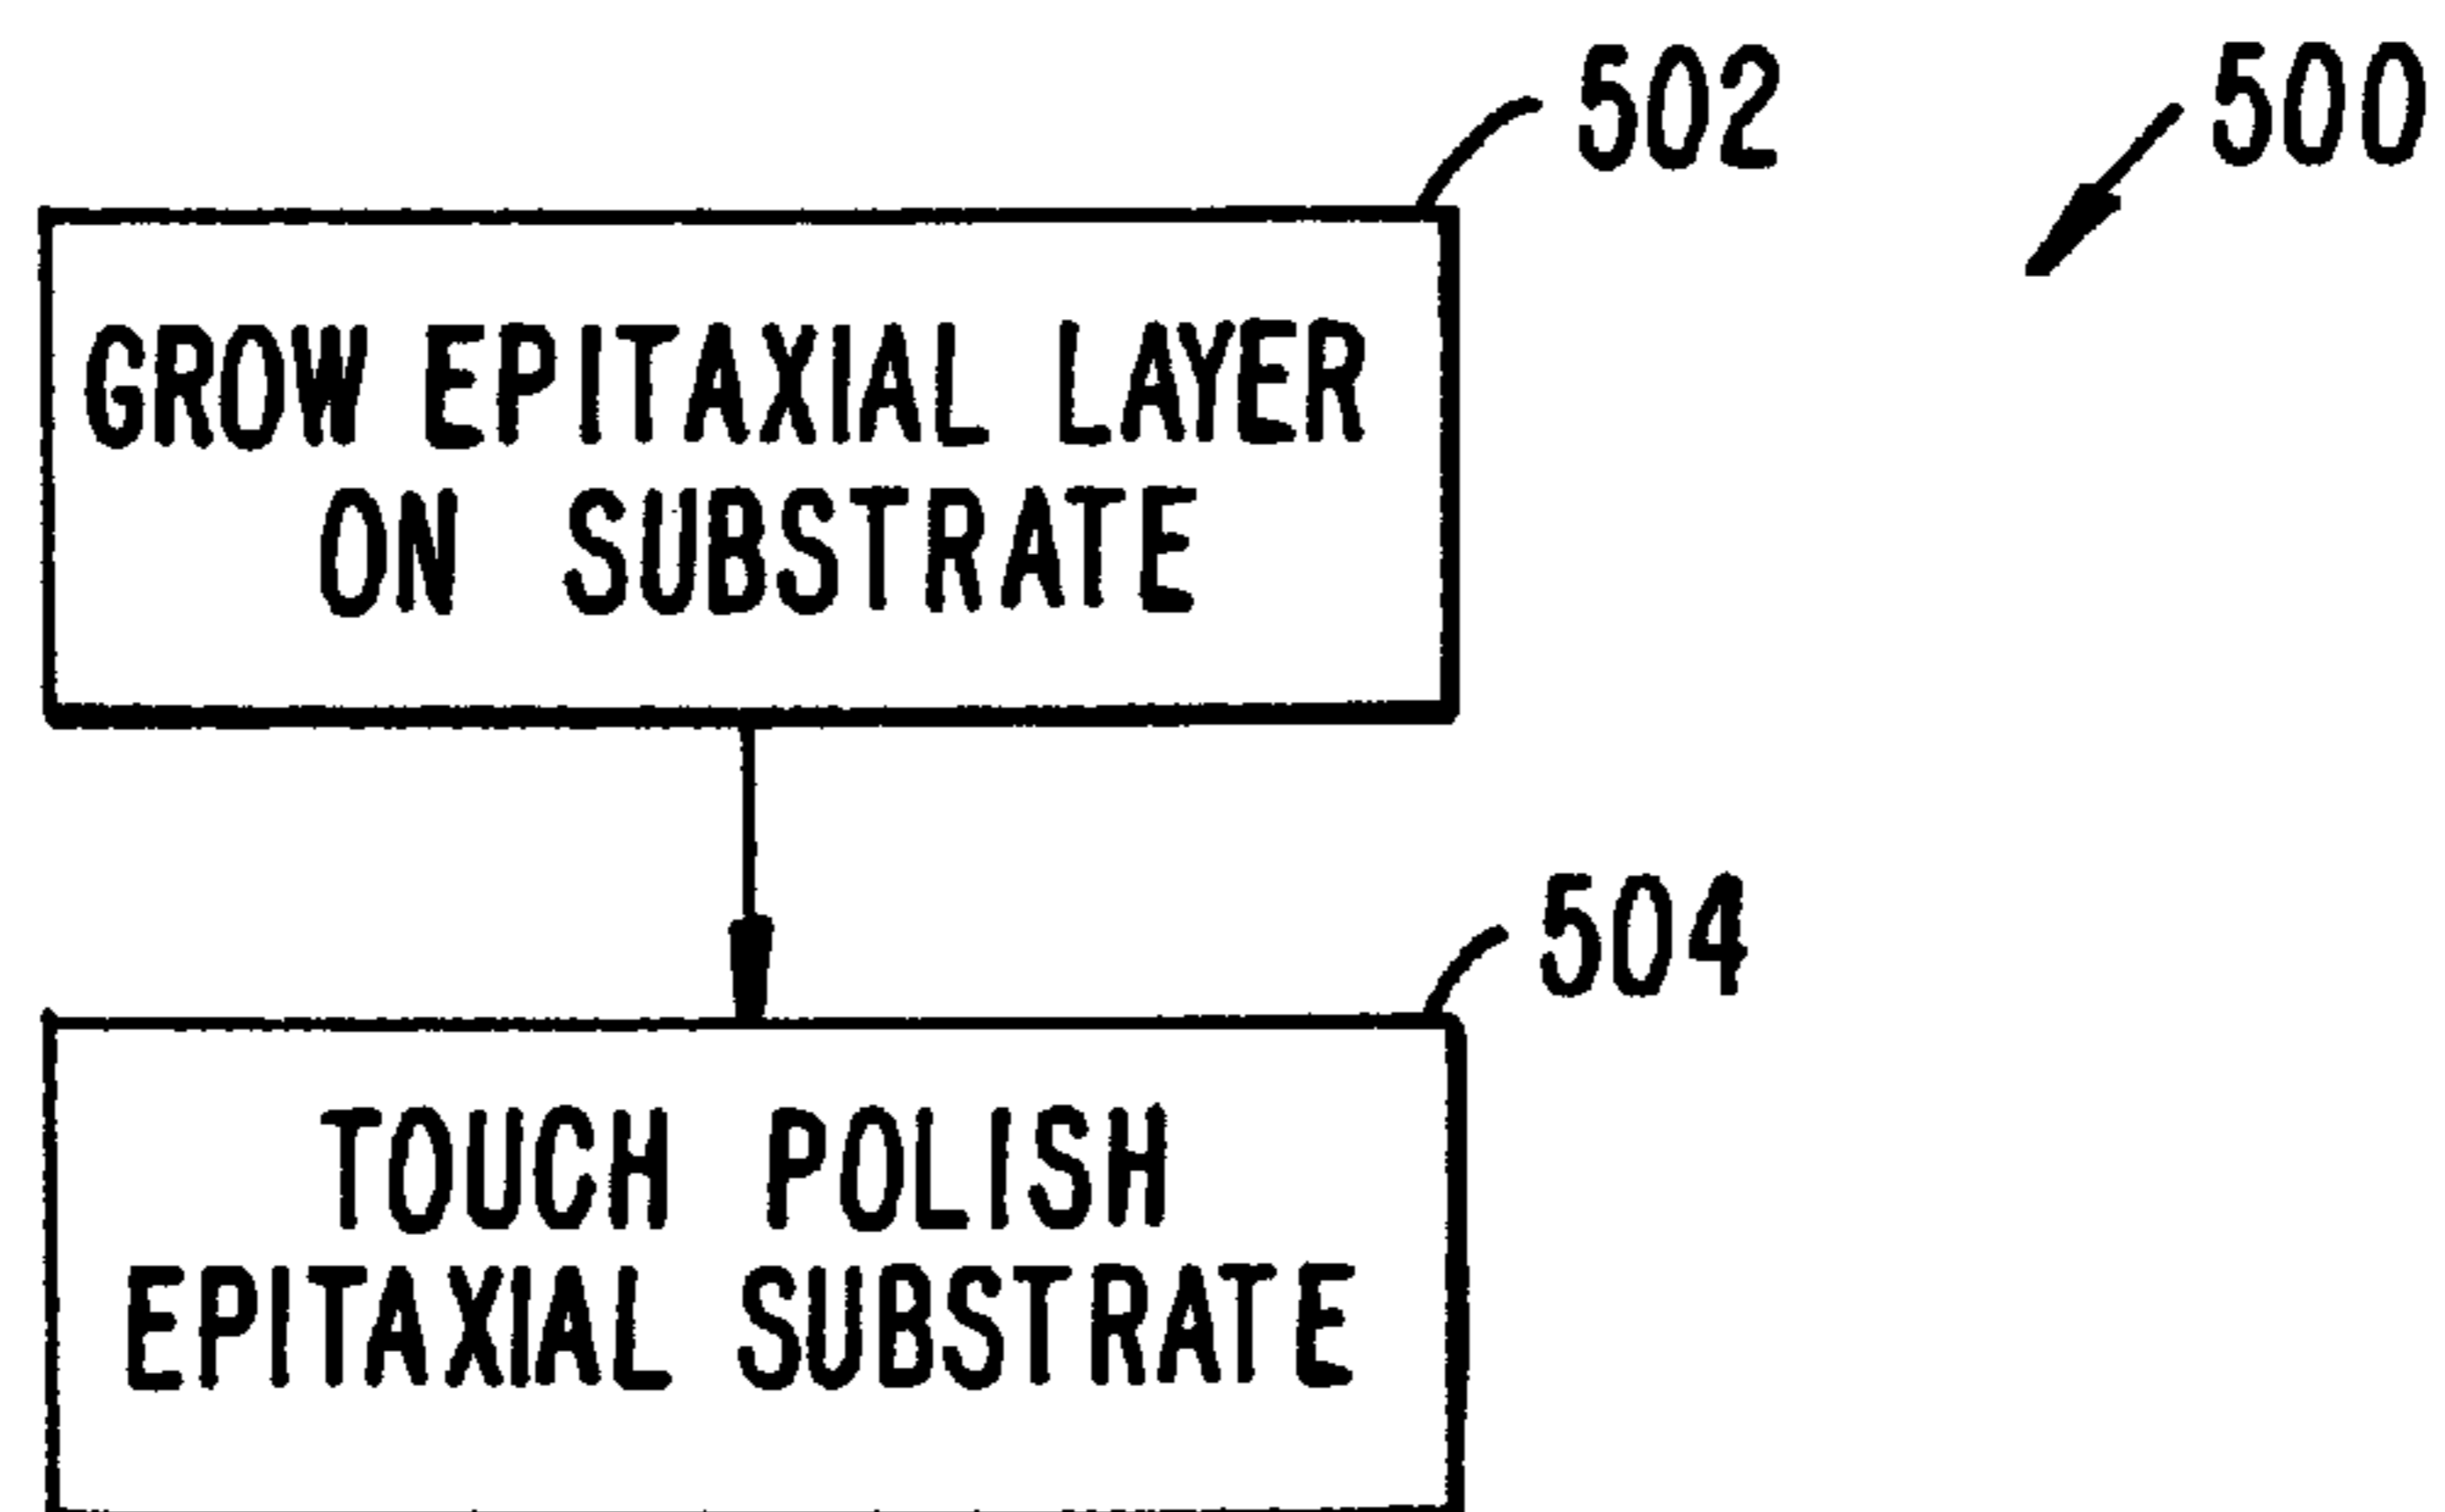 502
500
GROW EPITAXIAL LAYER
ON SUBSTRATE
504
TOUCH POLISH
EPITAXIAL SUBSTRATE